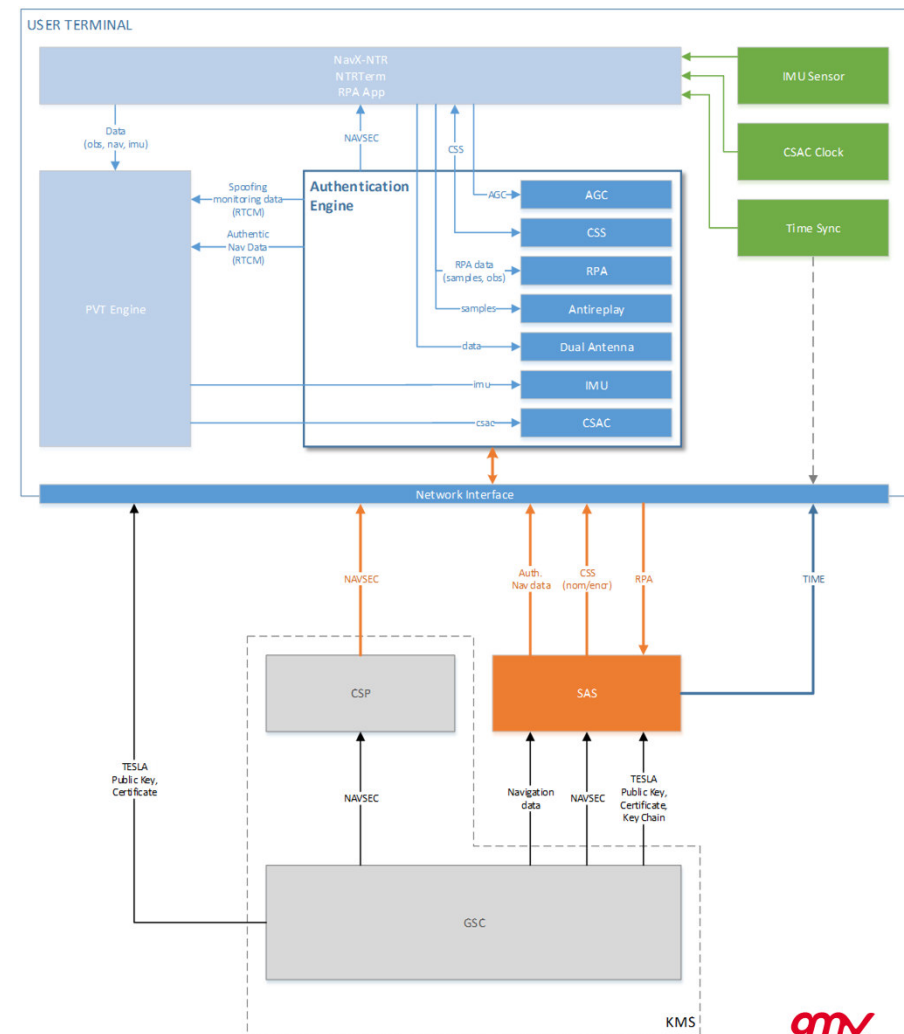 USER TERMINAL
NavX-NTR
NTRTerm
RPA App
IMU Sensor
CSAC Clock
Time Sync
Data
(obs, nav, imu)
NAVSEC
CSS
Spoofing
monitoring data
(RTCM)
Authentic
Nav Data
(RTCM)
PVT Engine
Authentication
Engine
AGC
AGC
CSS
RPA data
(samples, obs)
RPA
samples
Antireplay
data
Dual Antenna
imu
IMU
csac
CSAC
Network Interface
NAVSEC
Auth.
Nav data
CSS
(nom/encr)
RPA
TIME
CSP
SAS
TESLA
Public Key,
Certificate
NAVSEC
Navigation
data
NAVSEC
TESLA
Public Key,
Certificate,
Key Chain
GSC
KMS
gmv